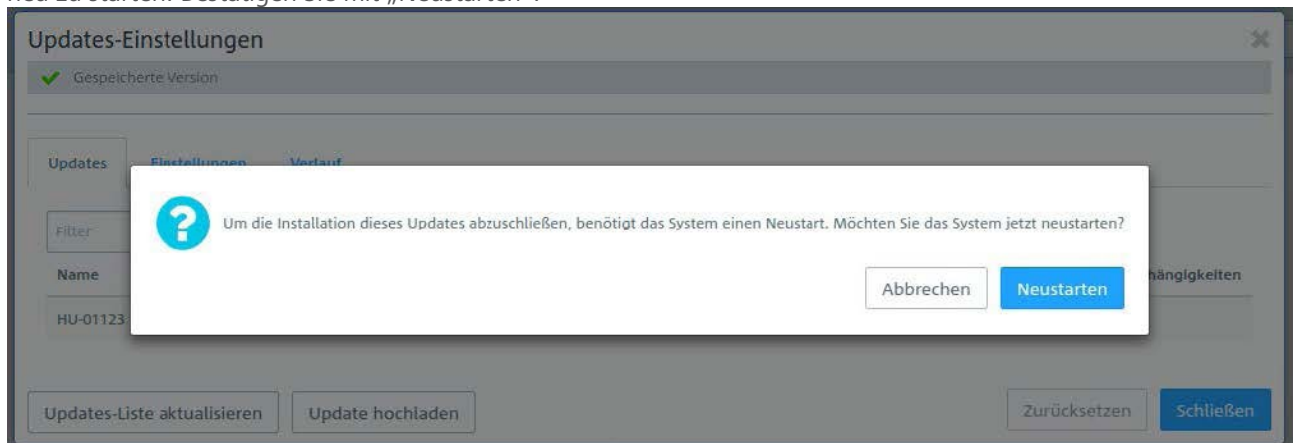 neu zu starten. Bestätigen Sie mit „Neustarten“.
Updates-Einstellungen
Gespeicherte Version
Updates Einstellungen Verlauf
Um die Installation dieses Updates abzuschließen, benötigt das System einen Neustart. Möchten Sie das System jetzt neustarten?
Filter
Abbrechen Neustarten
Name hängigkeiten
HU-01123
Updates-Liste aktualisieren Update hochladen Zurücksetzen Schließen